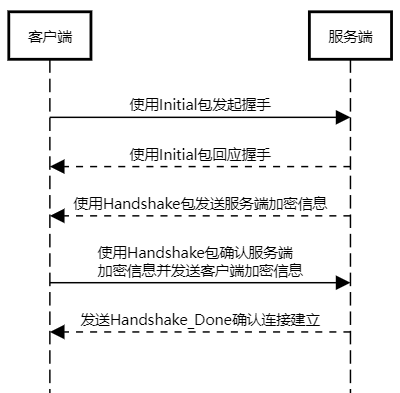 客户端
服务端
使用Initial包发起握手
使用Initial包回应握手
使用Handshake包发送服务端加密信息
使用Handshake包确认服务端
加密信息并发送客户端加密信息
发送Handshake_Done确认连接建立